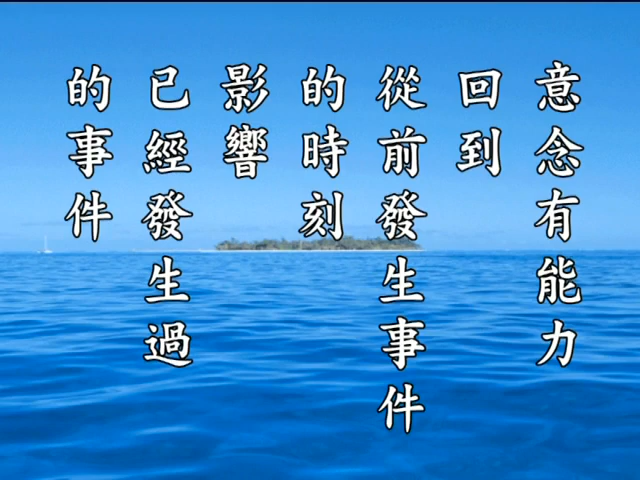 意念有能力
回到
從前發生事件
的時刻
影響
已經發生過
的事件